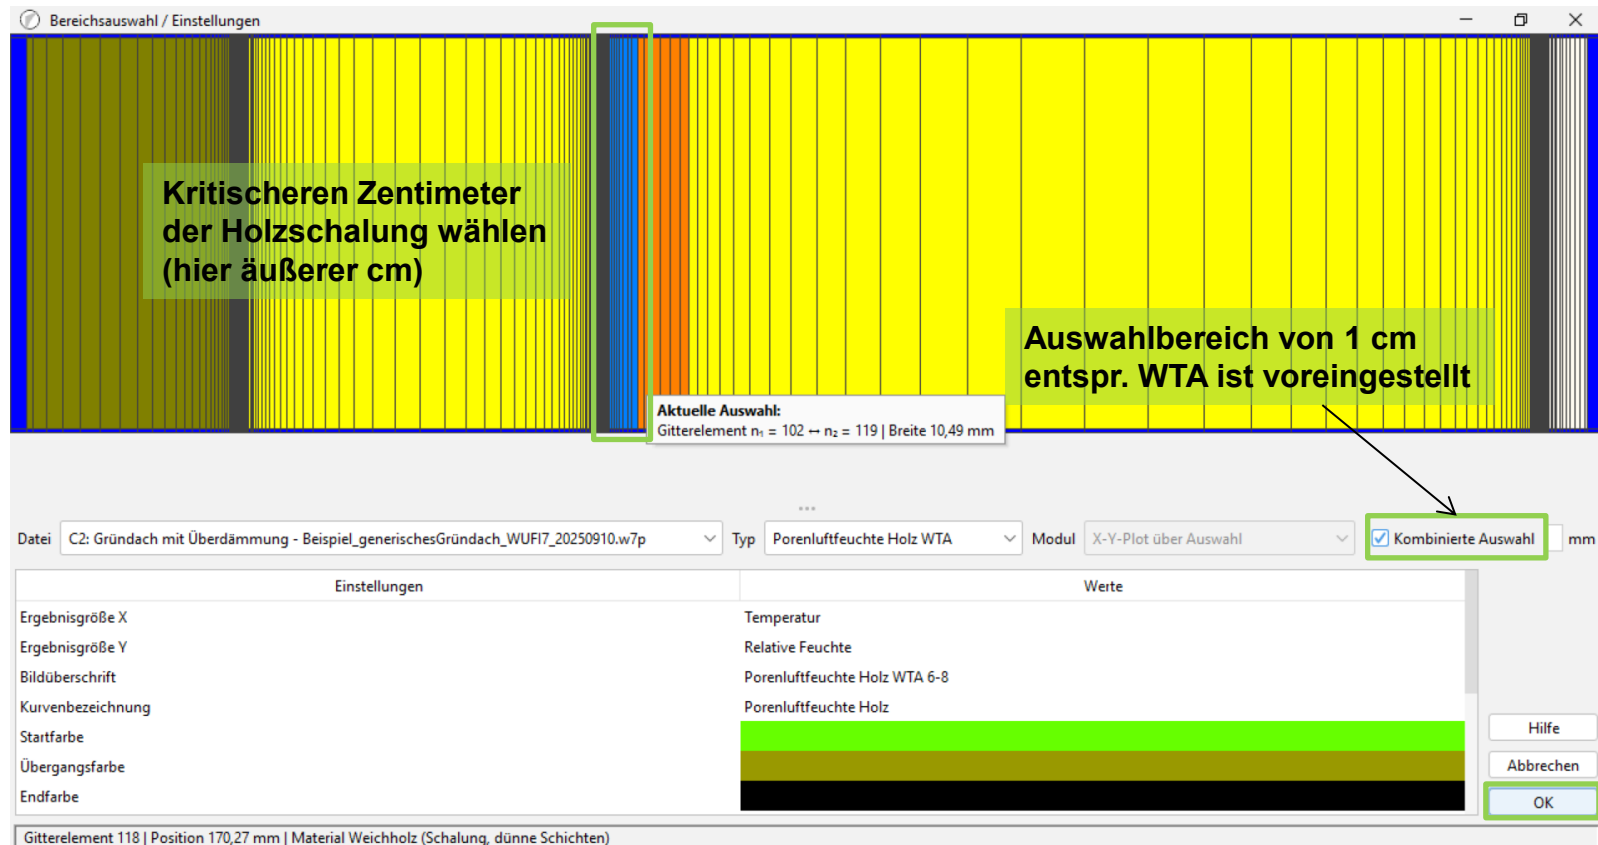 Bereichsauswahl / Einstellungen
Kritischeren Zentimeter
der Holzschalung wählen
(hier äußerer cm)
Auswahlbereich von 1 cm
entspr. WTA ist voreingestellt
Aktuelle Auswahl:
Gitterelement n₁ = 102 ↔ n₂ = 119 | Breite 10,49 mm
Datei C2: Gründach mit Überdämmung - Beispiel_generischesGründach_WUFI7_20250910.w7p Typ Porenluftfeuchte Holz WTA Modul X-Y-Plot über Auswahl Kombinierte Auswahl mm
Einstellungen Werte
Ergebnisgröße X Temperatur
Ergebnisgröße Y Relative Feuchte
Bildüberschrift Porenluftfeuchte Holz WTA 6-8
Kurvenbezeichnung Porenluftfeuchte Holz
Startfarbe
Hilfe
Übergangsfarbe
Abbrechen
Endfarbe
OK
Gitterelement 118 | Position 170,27 mm | Material Weichholz (Schalung, dünne Schichten)